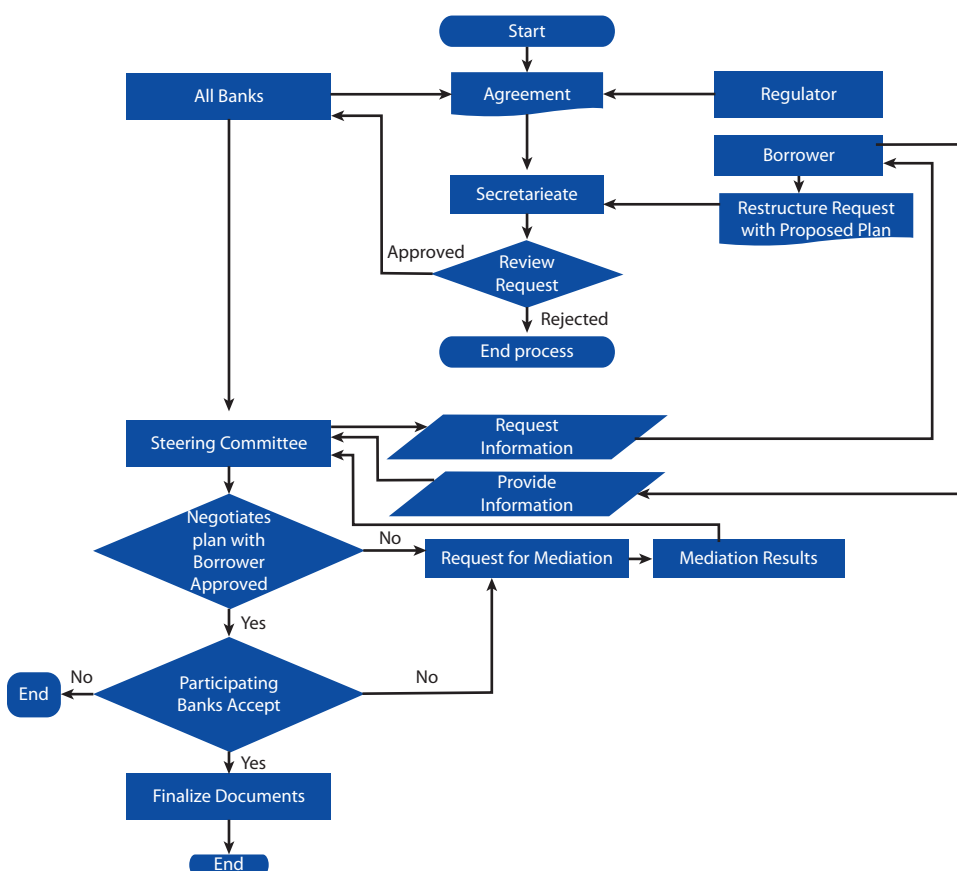 Start
All Banks
Agreement
Regulator
Borrower
Secretarieate
Restructure Request
with Proposed Plan
Approved
Review
Request
Rejected
End process
Request
Information
Steering Committee
Provide
Information
Negotiates
plan with
Borrower
Approved
No
Request for Mediation
Mediation Results
Yes
No
End
Participating
Banks Accept
No
Yes
Finalize Documents
End